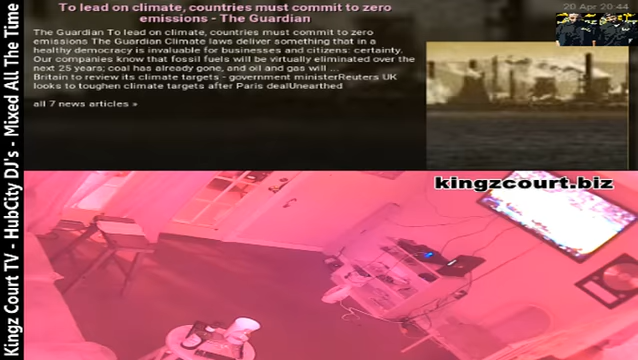 To lead on climate, countries must commit to zero
emissions - The Guardian
20 Apr 20:44
The Guardian To lead on climate, countries must commit to zero
emissions The Guardian Climate laws deliver something that in a
healthy democracy is invaluable for businesses and citizens: certainty.
Our companies know that fossil fuels will be virtually eliminated over the
next 25 years; coal has already gone, and oil and gas will ...
Britain to review its climate targets - government ministerReuters UK
looks to toughen climate targets after Paris dealUnearthed
all 7 news articles »
kingzcourt.biz
Kingz Court TV - HubCity DJ's - Mixed All The Time